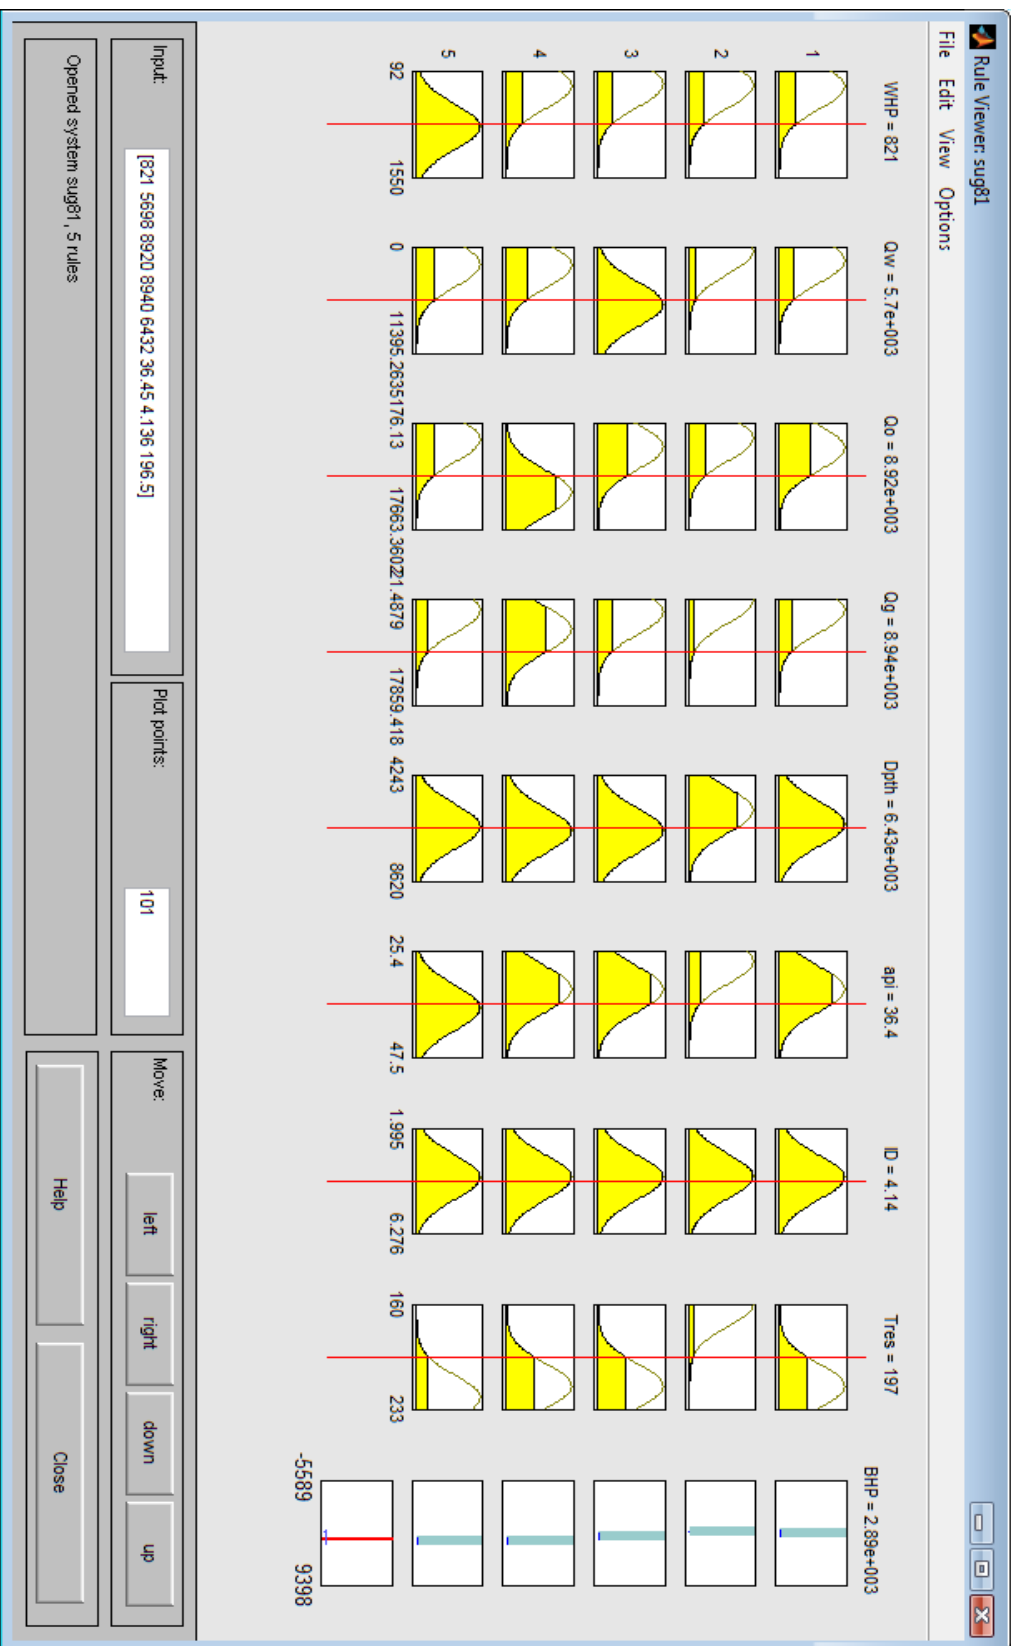 Rule Viewer: sug81
File Edit View Options
WHP = 821
Qw = 5.7e+003
Qo = 8.92e+003
Qg = 8.94e+003
Dpth = 6.43e+003
api = 36.4
ID = 4.14
Tres = 197
BHP = 2.89e+003
1
2
3
4
5
92 1550
0 11395.2635176.13 17663.3602721.4879 17859.418
4243 8620
25.4 47.5
1.995 6.276
160 233
-5589 9398
Input: [821 5698 8920 8940 6432 36.45 4.136 196.5]
Plot points: 101
Move: left right down up
Opened system sug81, 5 rules
Help Close